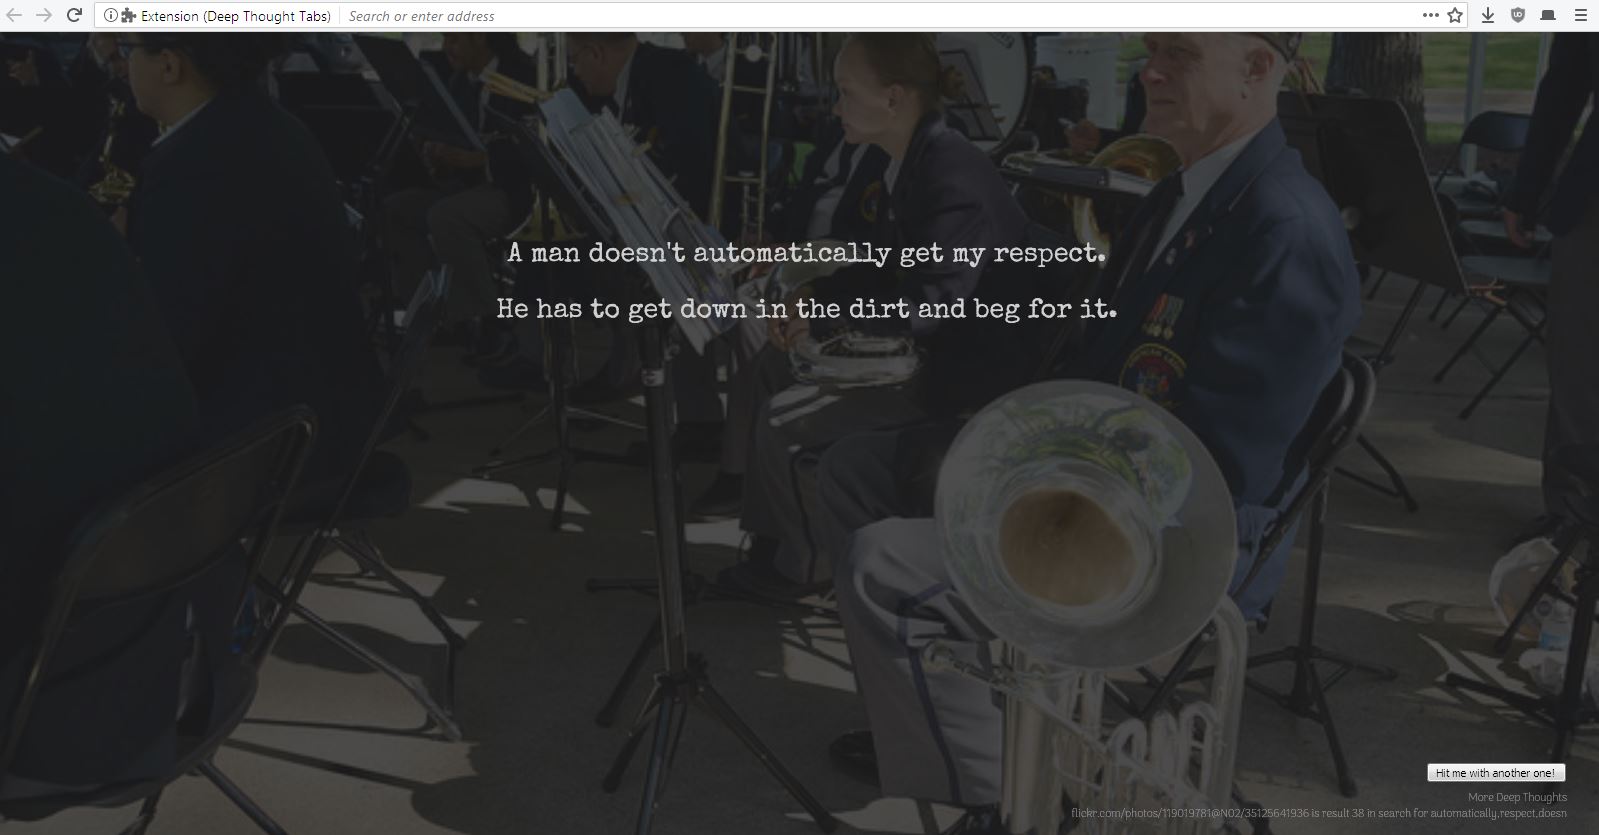 Extension (Deep Thought Tabs) Search or enter address
A man doesn't automatically get my respect.
He has to get down in the dirt and beg for it.
Hit me with another one!
More Deep Thoughts
flickr.com/photos/119019781@N02/35125641936 is result 38 in search for automatically,respect,doesn